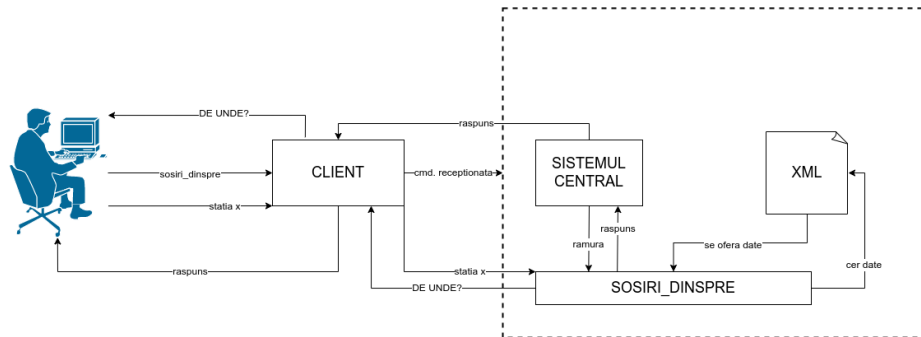 DE UNDE?
raspuns
CLIENT
SISTEMUL
CENTRAL
XML
sosiri_dinspre
cmd. receptionata
statia x
raspuns
ramura
se ofera date
cer date
raspuns
statia x
DE UNDE?
SOSIRI_DINSPRE